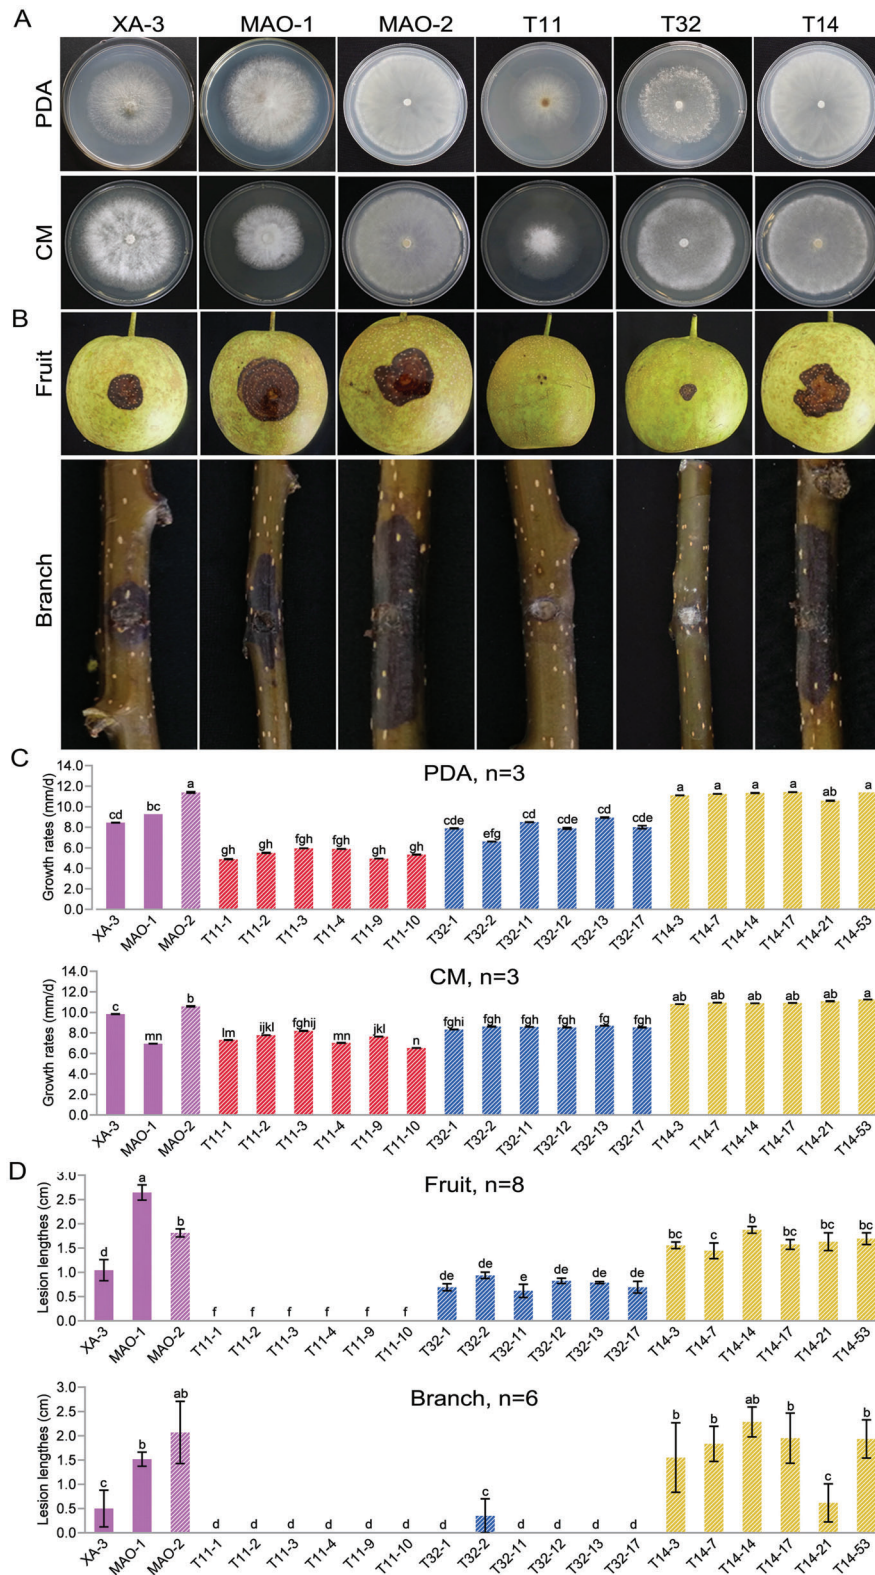 A
XA-3 MAO-1 MAO-2 T11 T32 T14
PDA
CM
B
Fruit
Branch
C
PDA, n=3
Growth rates (mm/d)
14.0
12.0
10.0
8.0
6.0
4.0
2.0
0.0
cd bc a gh gh fgh fgh gh gh cde efg cd cde cd cde a a a a ab a
XA-3 MAO-1 MAO-2 T11-1 T11-2 T11-3 T11-4 T11-9 T11-10 T32-1 T32-2 T32-11 T32-12 T32-13 T32-17 T14-3 T14-7 T14-14 T14-17 T14-21 T14-53
CM, n=3
Growth rates (mm/d)
14.0
12.0
10.0
8.0
6.0
4.0
2.0
0.0
c mn b lm ijkl fghij mn jkl n fghi fgh fgh fgh fg fgh ab ab ab ab ab a
XA-3 MAO-1 MAO-2 T11-1 T11-2 T11-3 T11-4 T11-9 T11-10 T32-1 T32-2 T32-11 T32-12 T32-13 T32-17 T14-3 T14-7 T14-14 T14-17 T14-21 T14-53
D
Fruit, n=8
Lesion lengthes (cm)
3.0
2.5
2.0
1.5
1.0
0.5
0.0
d a b f f f f f f de de e de de de bc c b bc bc bc
XA-3 MAO-1 MAO-2 T11-1 T11-2 T11-3 T11-4 T11-9 T11-10 T32-1 T32-2 T32-11 T32-12 T32-13 T32-17 T14-3 T14-7 T14-14 T14-17 T14-21 T14-53
Branch, n=6
Lesion lengthes (cm)
3.0
2.5
2.0
1.5
1.0
0.5
0.0
c b ab d d d d d d d c d d d d b b ab b c b
XA-3 MAO-1 MAO-2 T11-1 T11-2 T11-3 T11-4 T11-9 T11-10 T32-1 T32-2 T32-11 T32-12 T32-13 T32-17 T14-3 T14-7 T14-14 T14-17 T14-21 T14-53